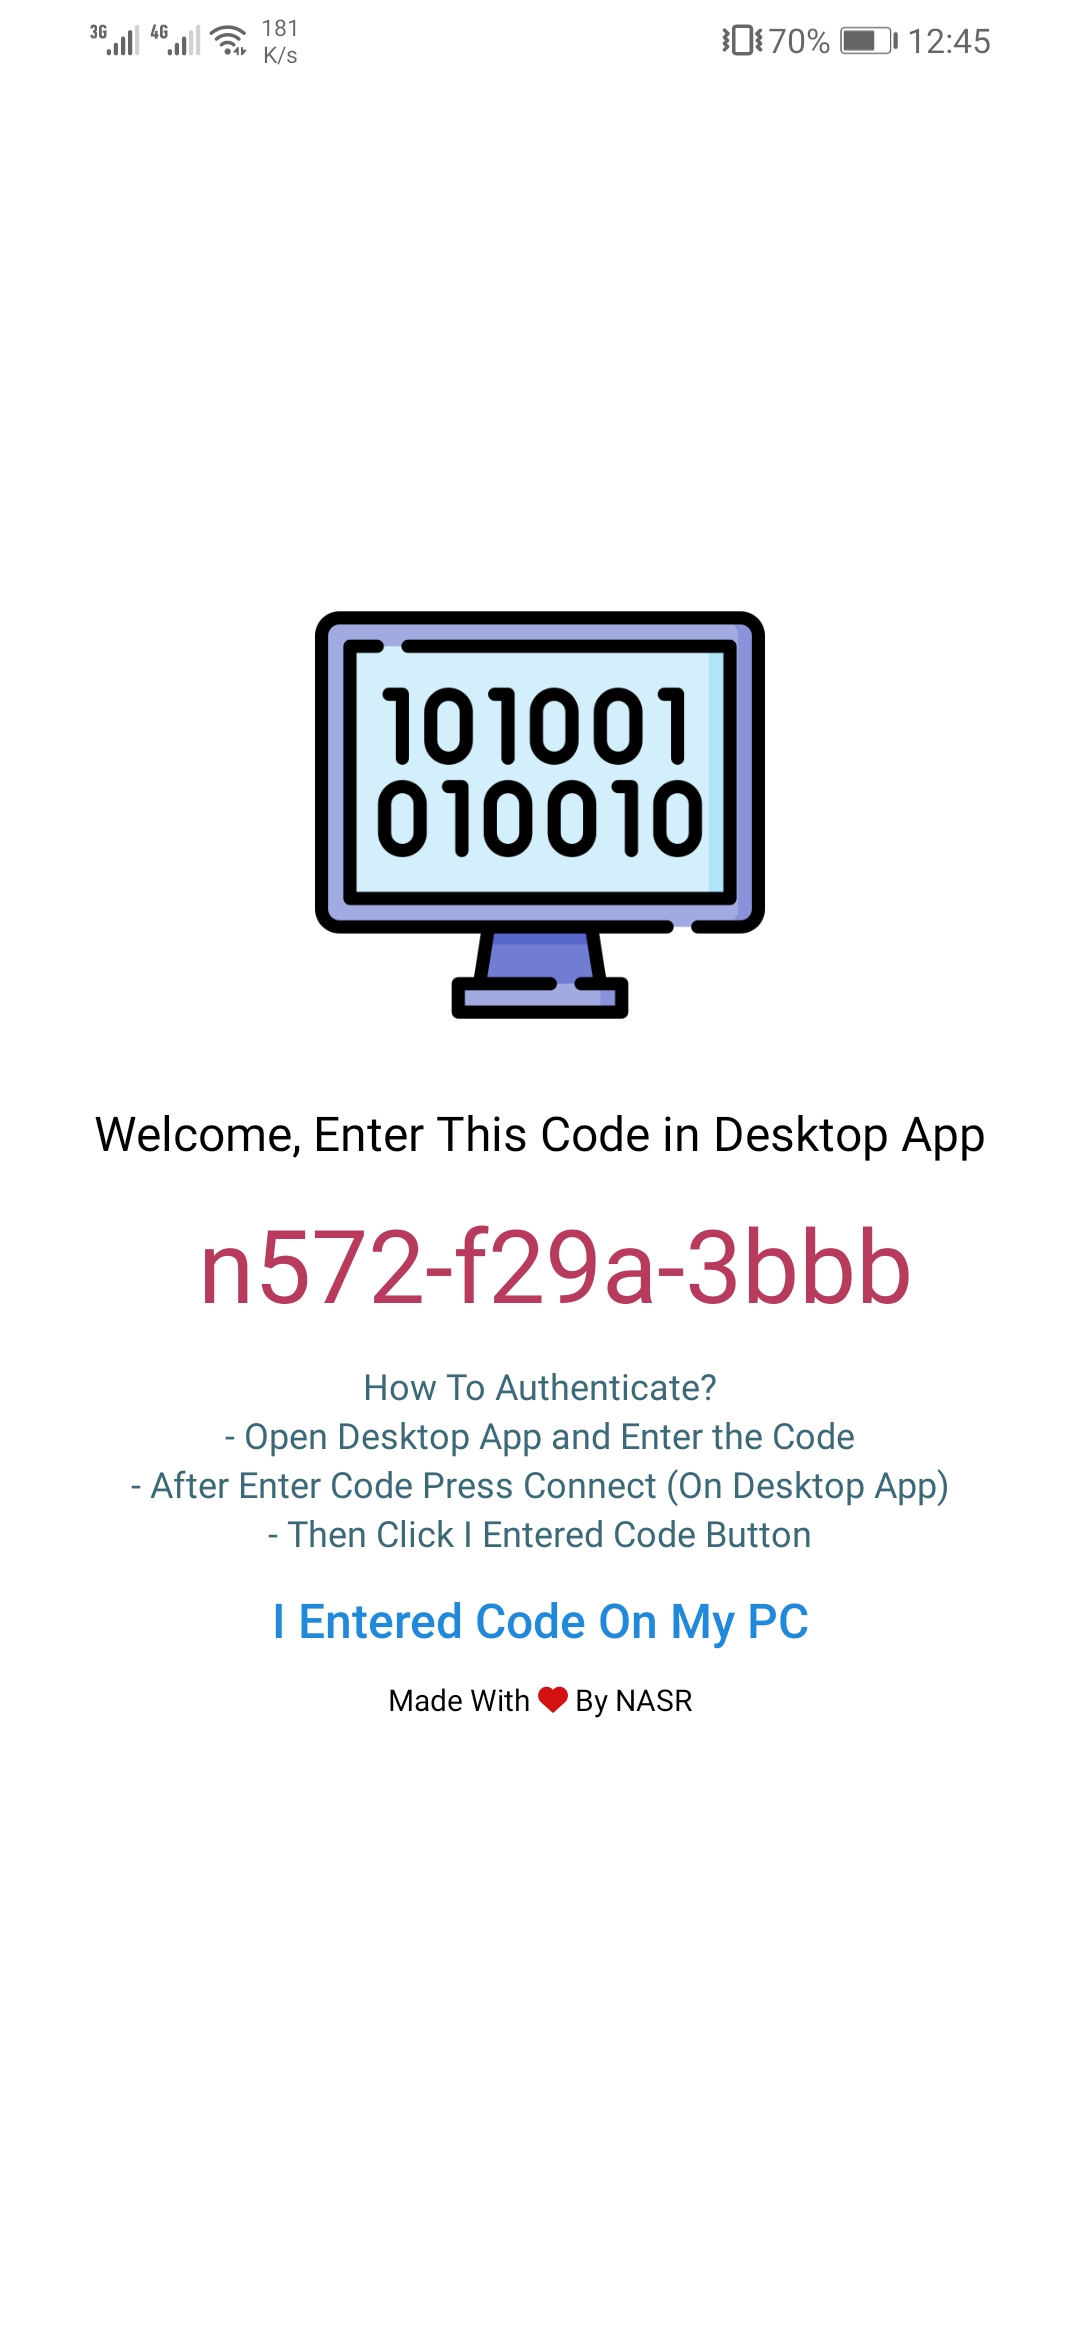 3G 4G 181 K/s 70% 12:45
101001
010010
Welcome, Enter This Code in Desktop App
n572-f29a-3bbb
How To Authenticate?
- Open Desktop App and Enter the Code
- After Enter Code Press Connect (On Desktop App)
- Then Click I Entered Code Button
I Entered Code On My PC
Made With ❤ By NASR